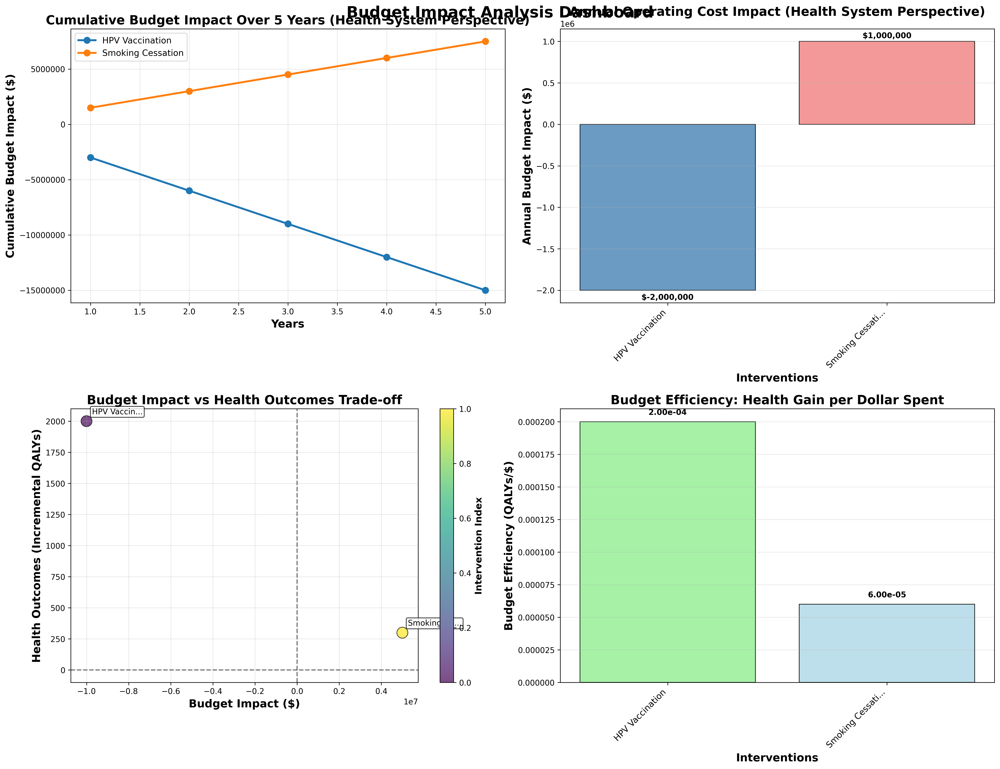 Budget Impact Analysis Dashboard
Cumulative Budget Impact Over 5 Years (Health System Perspective)
HPV Vaccination
Smoking Cessation
Cumulative Budget Impact ($)
5000000
0
−5000000
−10000000
−15000000
1.0 1.5 2.0 2.5 3.0 3.5 4.0 4.5 5.0
Years
Annual Operating Cost Impact (Health System Perspective)
1e6
Annual Budget Impact ($)
1.0
0.5
0.0
−0.5
−1.0
−1.5
−2.0
$1,000,000
$-2,000,000
HPV Vaccination
Smoking Cessati...
Interventions
Budget Impact vs Health Outcomes Trade-off
Health Outcomes (Incremental QALYs)
2000
1750
1500
1250
1000
750
500
250
0
HPV Vaccin...
Smoking
...
−1.0 −0.8 −0.6 −0.4 −0.2 0.0 0.2 0.4
1e7
Budget Impact ($)
1.0
0.8
0.6
0.4
0.2
0.0
Intervention Index
Budget Efficiency: Health Gain per Dollar Spent
Budget Efficiency (QALYs/$)
0.000200
0.000175
0.000150
0.000125
0.000100
0.000075
0.000050
0.000025
0.000000
2.00e-04
6.00e-05
HPV Vaccination
Smoking Cessati...
Interventions